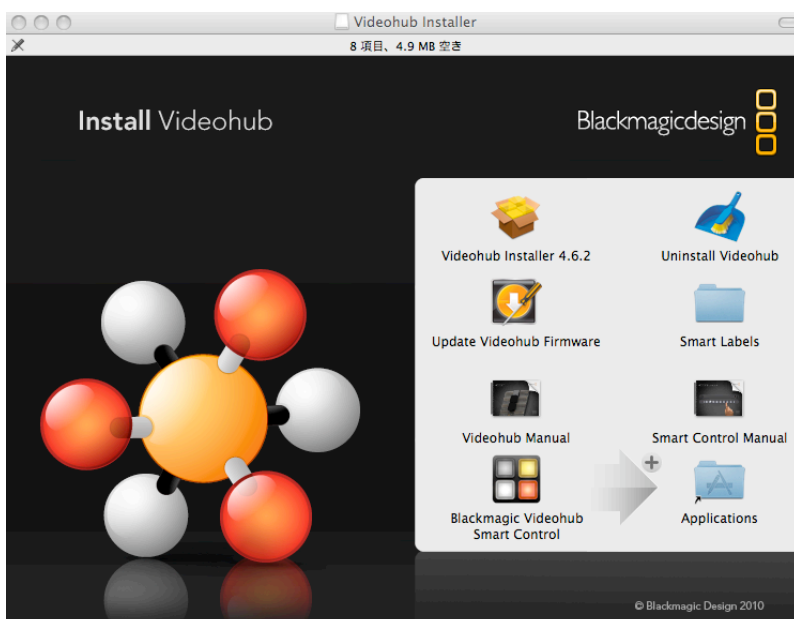 Videohub Installer
8 項目、4.9 MB 空き
Install Videohub
Blackmagicdesign
Videohub Installer 4.6.2
Uninstall Videohub
Update Videohub Firmware
Smart Labels
Videohub Manual
Smart Control Manual
Blackmagic Videohub
Smart Control
Applications
© Blackmagic Design 2010